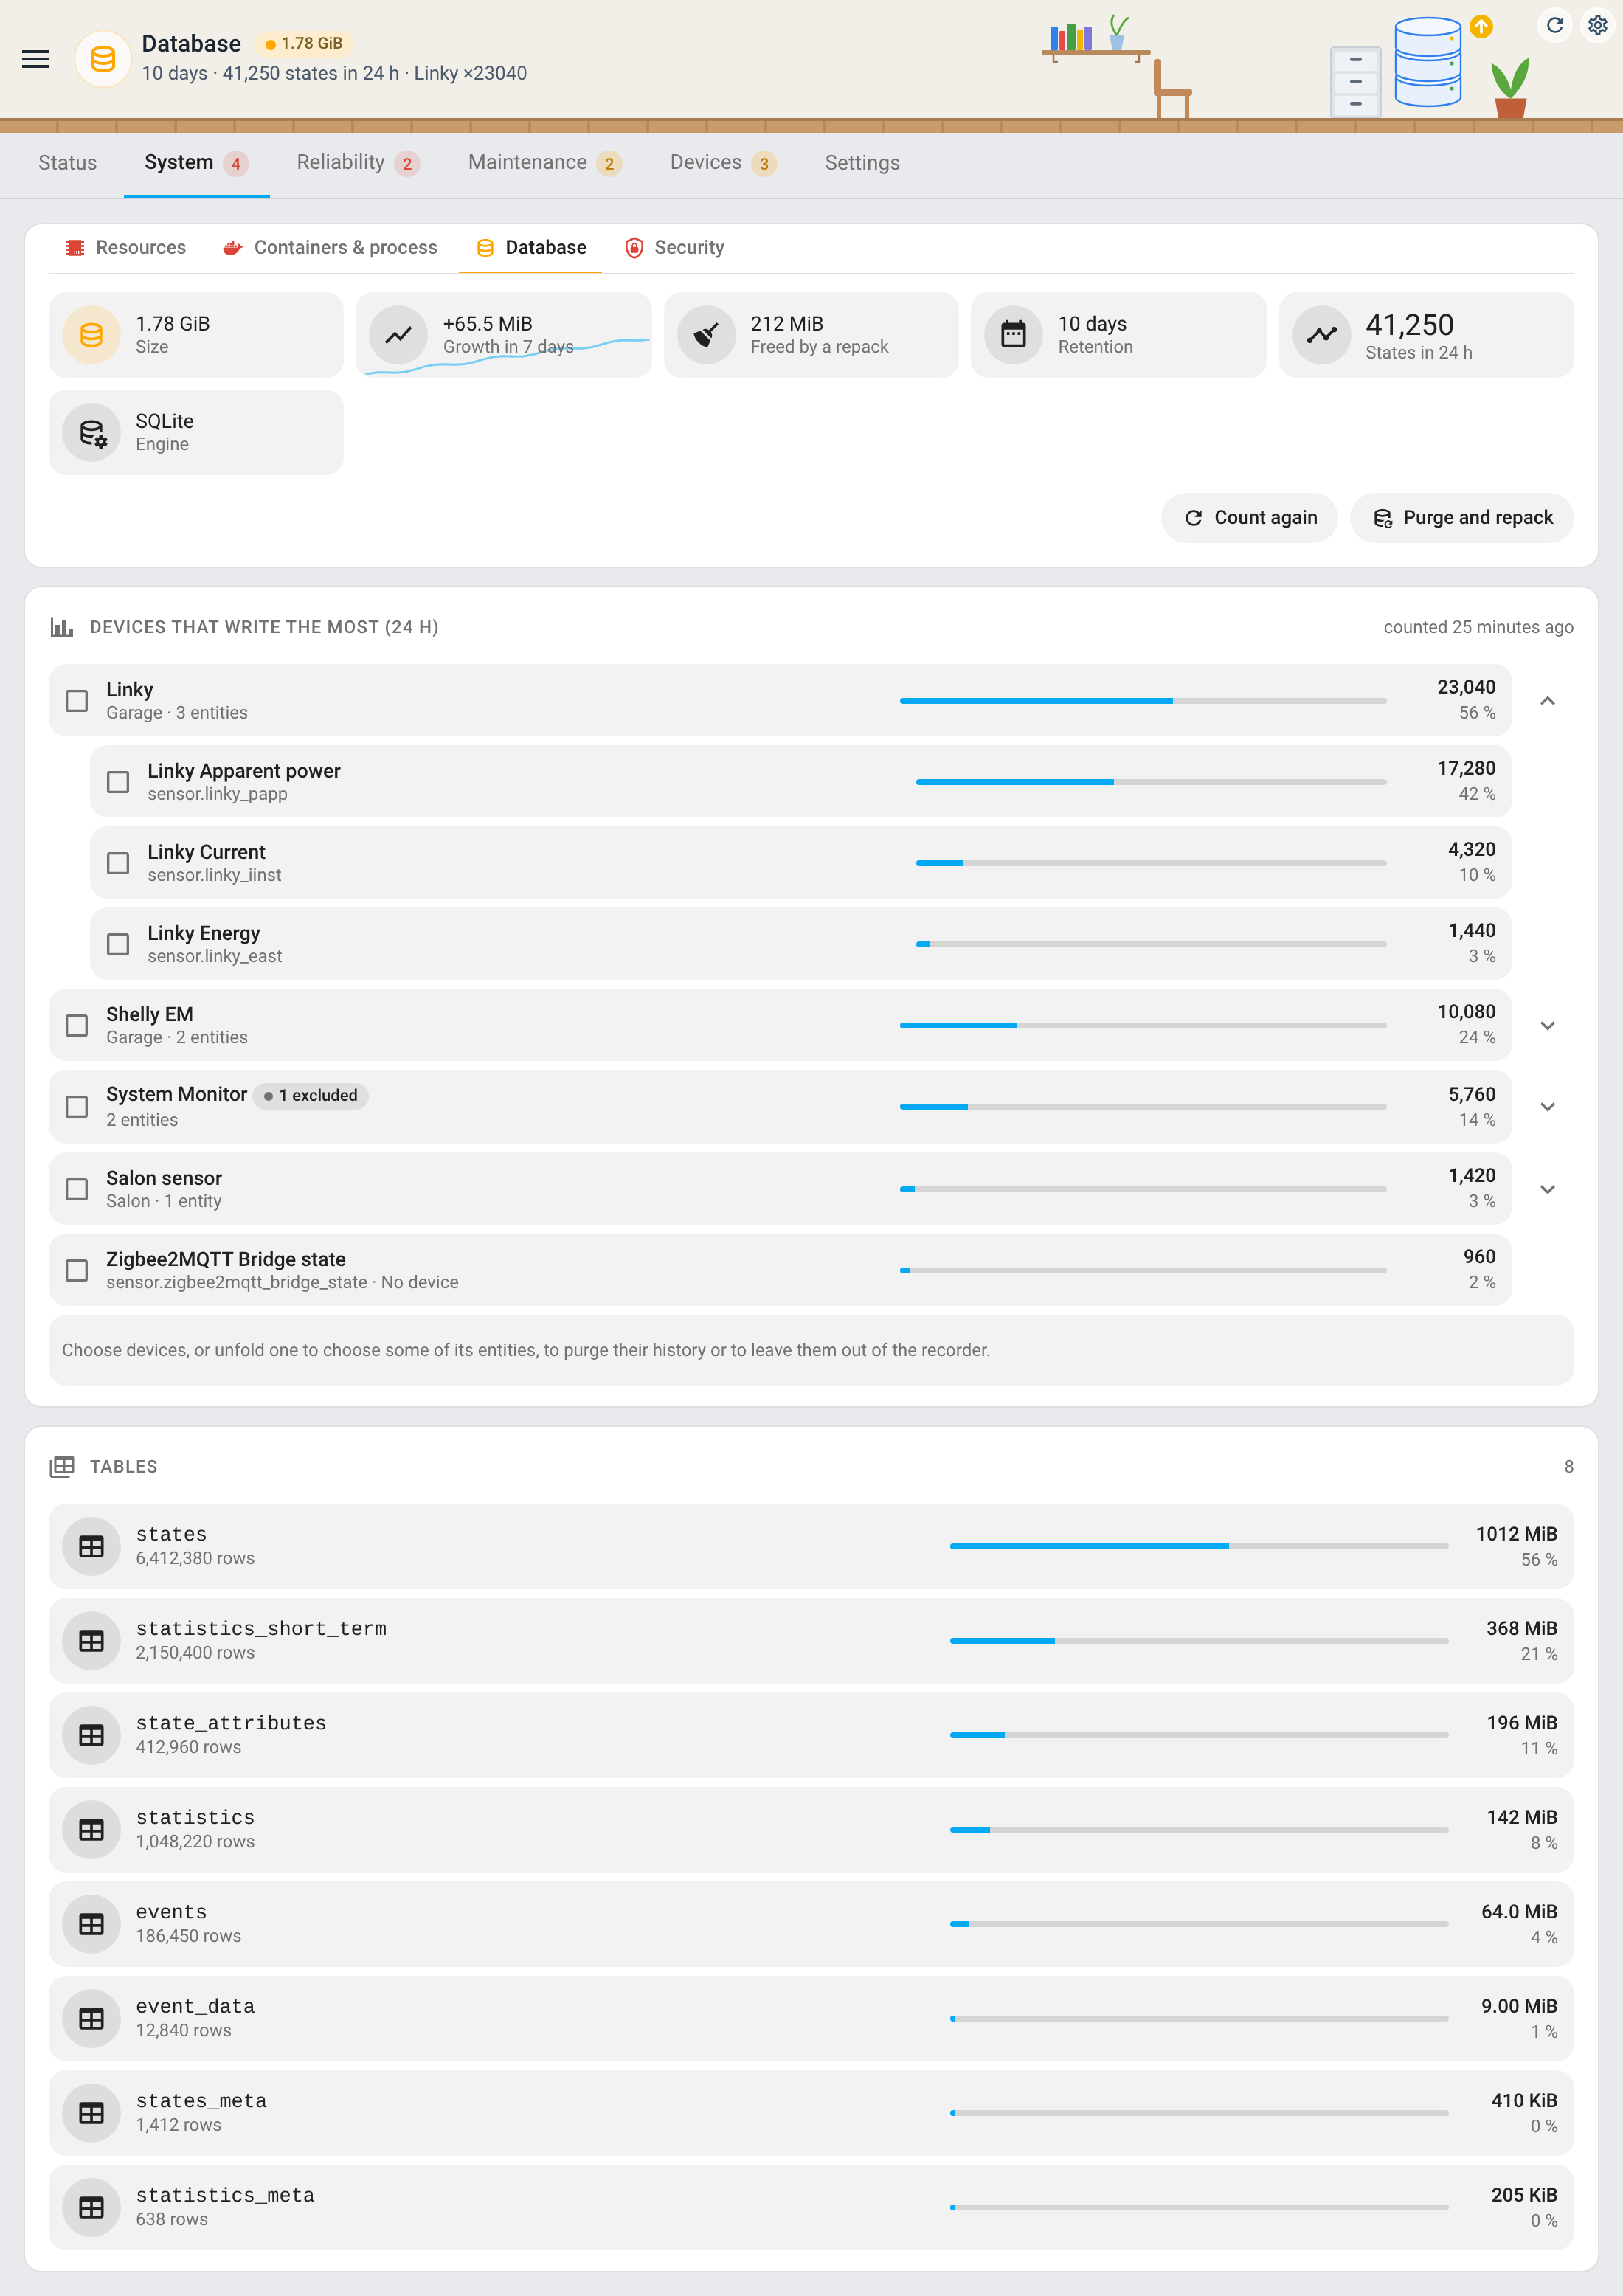 Database 1.78 GiB
10 days · 41,250 states in 24 h · Linky ×23040
Status System 4 Reliability 2 Maintenance 2 Devices 3 Settings
Resources Containers & process Database Security
1.78 GiB
Size
+65.5 MiB
Growth in 7 days
212 MiB
Freed by a repack
10 days
Retention
41,250
States in 24 h
SQLite
Engine
Count again Purge and repack
DEVICES THAT WRITE THE MOST (24 H) counted 25 minutes ago
Linky 23,040
Garage · 3 entities 56 %
Linky Apparent power 17,280
sensor.linky_papp 42 %
Linky Current 4,320
sensor.linky_iinst 10 %
Linky Energy 1,440
sensor.linky_east 3 %
Shelly EM 10,080
Garage · 2 entities 24 %
System Monitor 1 excluded 5,760
2 entities 14 %
Salon sensor 1,420
Salon · 1 entity 3 %
Zigbee2MQTT Bridge state 960
sensor.zigbee2mqtt_bridge_state · No device 2 %
Choose devices, or unfold one to choose some of its entities, to purge their history or to leave them out of the recorder.
TABLES 8
states 1012 MiB
6,412,380 rows 56 %
statistics_short_term 368 MiB
2,150,400 rows 21 %
state_attributes 196 MiB
412,960 rows 11 %
statistics 142 MiB
1,048,220 rows 8 %
events 64.0 MiB
186,450 rows 4 %
event_data 9.00 MiB
12,840 rows 1 %
states_meta 410 KiB
1,412 rows 0 %
statistics_meta 205 KiB
638 rows 0 %